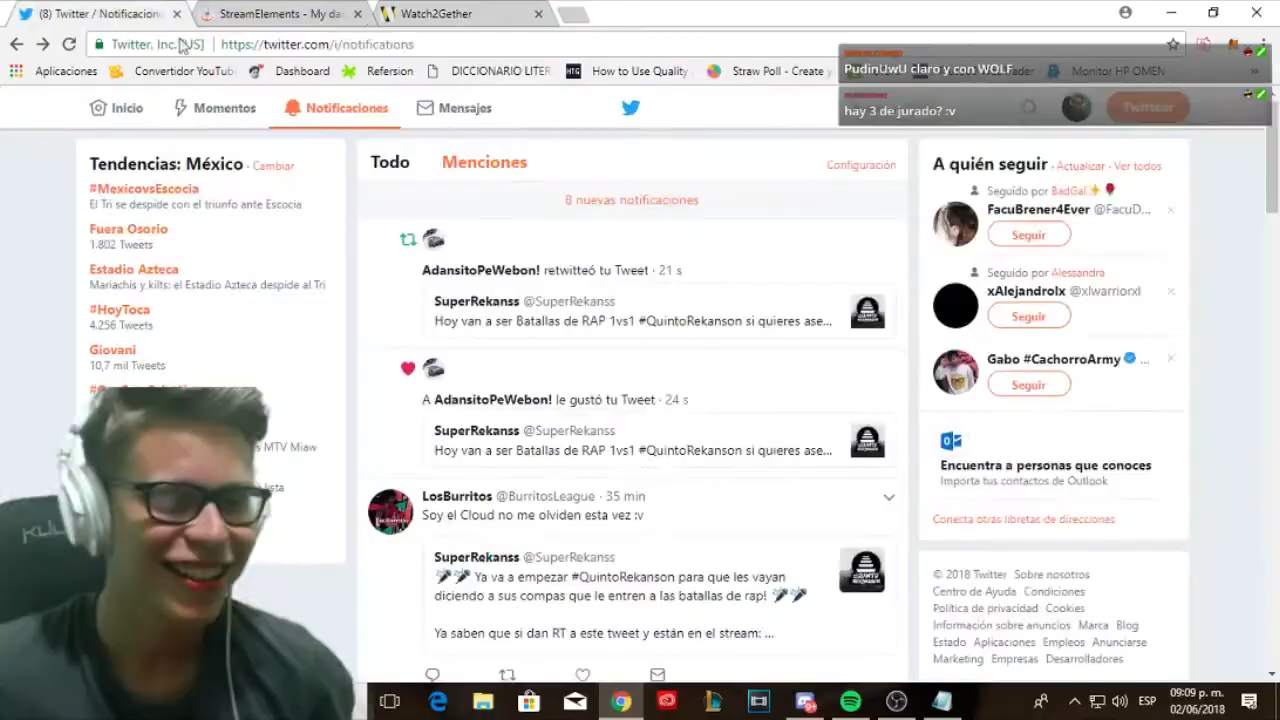 (8) Twitter / Notificacion
StreamElements - My das
Watch2Gether
Twitter, Inc. [US]
https://twitter.com/i/notifications
Aplicaciones
Convertidor YouTub
Dashboard
Refersion
DICCIONARIO LITER
How to Use Quality
Straw Poll - Create
Monitor HP OMEN
PudinUwU claro y con WOLF
hay 3 de jurado? :v
Inicio
Momentos
Notificaciones
Mensajes
Twittear
Tendencias: México · Cambiar
#MexicovsEscocia
El Tri se despide con el triunfo ante Escocia
Fuera Osorio
1.802 Tweets
Estadio Azteca
Mariachis y kilts: el Estadio Azteca despide al Tri
#HoyToca
4.256 Tweets
Giovani
10,7 mil Tweets
s MTV Miaw
lista
Todo
Menciones
Configuración
8 nuevas notificaciones
AdansitoPeWebon! retwitteó tu Tweet · 21 s
SuperRekanss @SuperRekanss
Hoy van a ser Batallas de RAP 1vs1 #QuintoRekanson si quieres ase...
A AdansitoPeWebon! le gustó tu Tweet · 24 s
SuperRekanss @SuperRekanss
Hoy van a ser Batallas de RAP 1vs1 #QuintoRekanson si quieres ase...
LosBurritos @BurritosLeague · 35 min
Soy el Cloud no me olviden esta vez :v
SuperRekanss @SuperRekanss
🎤🎤 Ya va a empezar #QuintoRekanson para que les vayan
diciendo a sus compas que le entren a las batallas de rap! 🎤🎤
Ya saben que si dan RT a este tweet y están en el stream: ...
A quién seguir · Actualizar · Ver todos
Seguido por BadGal✨🌹
FacuBrener4Ever @FacuD...
Seguir
Seguido por Alessandra
xAlejandrolx @xlwarriorxl
Seguir
Gabo #CachorroArmy ...
Seguir
Encuentra a personas que conoces
Importa tus contactos de Outlook
Conecta otras libretas de direcciones
© 2018 Twitter Sobre nosotros
Centro de Ayuda Condiciones
Política de privacidad Cookies
Información sobre anuncios Marca Blog
Estado Aplicaciones Empleos Anunciarse
Marketing Empresas Desarrolladores
ESP
09:09 p. m.
02/06/2018